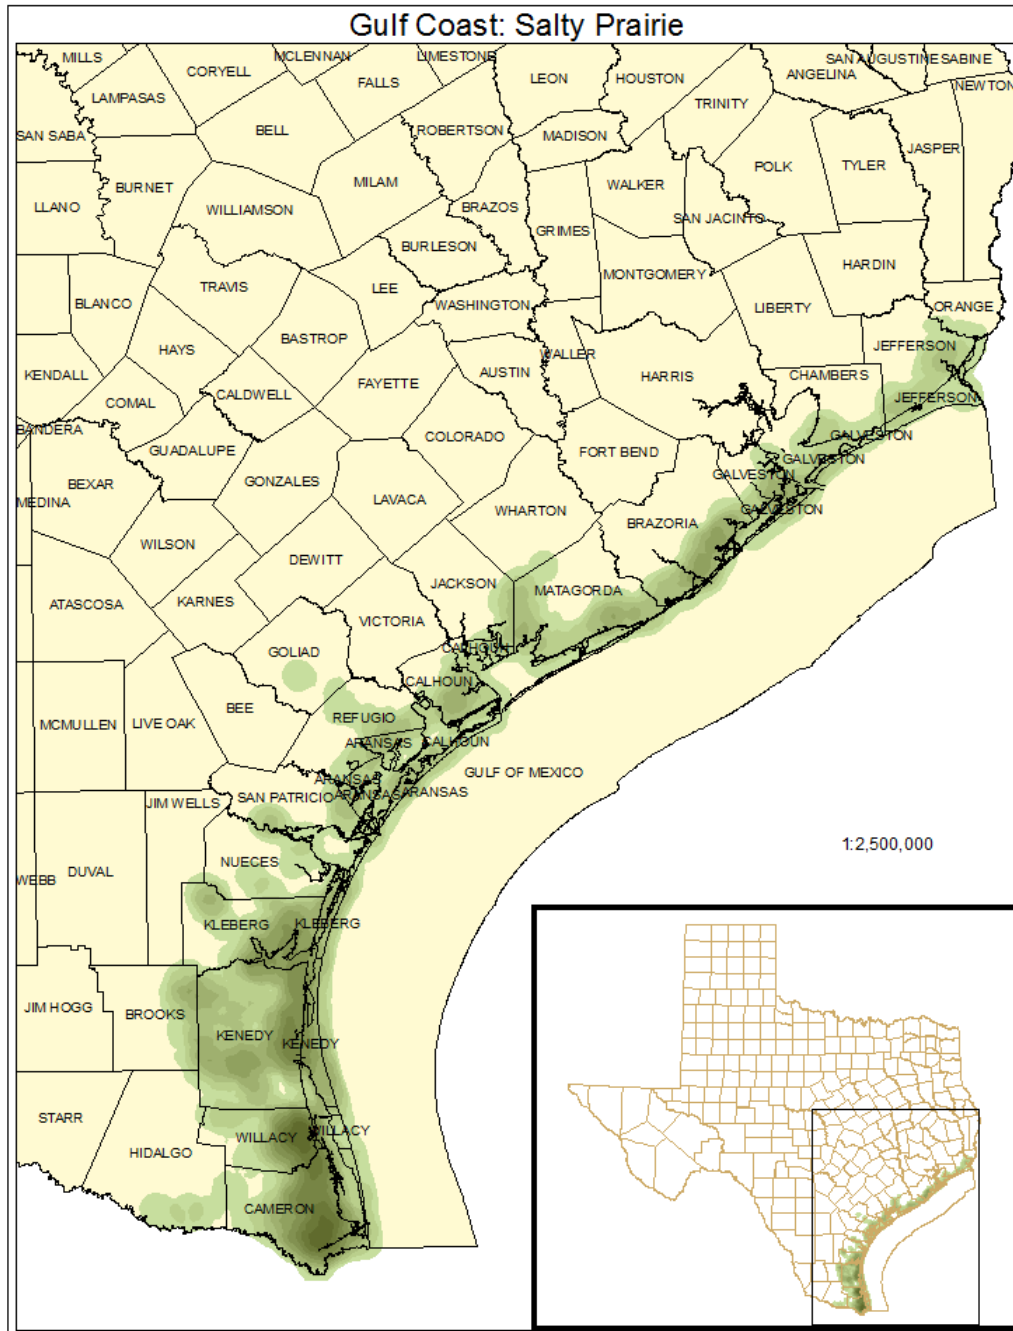 Gulf Coast: Salty Prairie
MILLS
CORYELL
MCLENNAN
FALLS
LIMESTONE
LEON
HOUSTON
ANGELINA
SAN AUGUSTINE
SABINE
NEWTON
LAMPASAS
TRINITY
SAN SABA
BELL
ROBERTSON
MADISON
JASPER
BURNET
MILAM
POLK
TYLER
LLANO
WILLIAMSON
BRAZOS
WALKER
SAN JACINTO
GRIMES
BURLESON
MONTGOMERY
HARDIN
BLANCO
TRAVIS
LEE
WASHINGTON
LIBERTY
ORANGE
HAYS
BASTROP
WALLER
JEFFERSON
KENDALL
FAYETTE
AUSTIN
HARRIS
CHAMBERS
COMAL
CALDWELL
JEFFERSON
BANDERA
GUADALUPE
COLORADO
FORT BEND
GALVESTON
GALVESTON
BEXAR
GONZALES
GALVESTON
MEDINA
LAVACA
WHARTON
GALVESTON
WILSON
BRAZORIA
DEWITT
JACKSON
MATAGORDA
ATASCOSA
KARNES
VICTORIA
GOLIAD
CALHOUN
CALHOUN
MCMULLEN
LIVE OAK
BEE
REFUGIO
ARANSAS
CALHOUN
GULF OF MEXICO
ARANSAS
SAN PATRICIO
ARANSAS
ARANSAS
JIM WELLS
1:2,500,000
NUECES
WEBB
DUVAL
KLEBERG
KLEBERG
JIM HOGG
BROOKS
KENEDY
KENEDY
STARR
WILLACY
WILLACY
HIDALGO
CAMERON